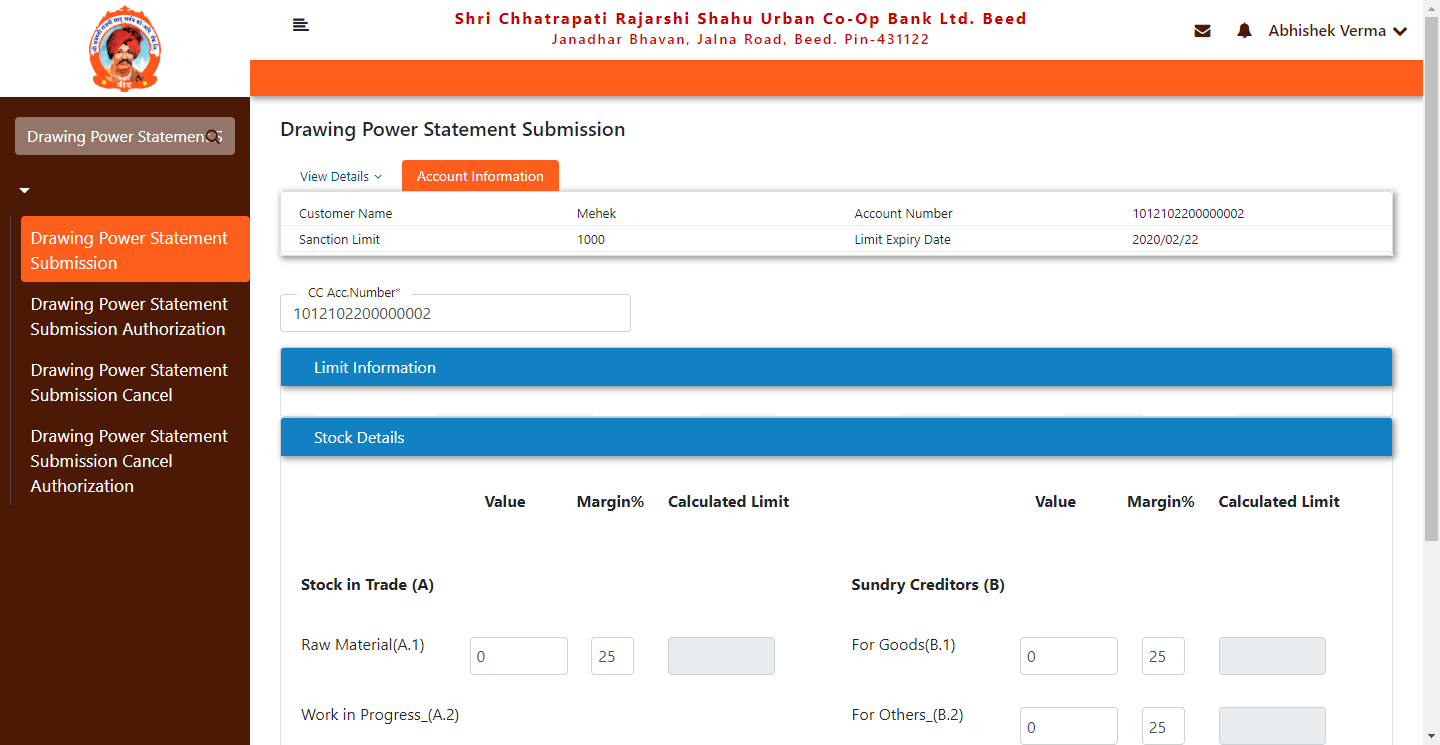 Shri Chhatrapati Rajarshi Shahu Urban Co-Op Bank Ltd. Beed
Janadhar Bhavan, Jalna Road, Beed. Pin-431122
Abhishek Verma
Drawing Power Statement
Drawing Power Statement
Submission
Drawing Power Statement
Submission Authorization
Drawing Power Statement
Submission Cancel
Drawing Power Statement
Submission Cancel
Authorization
Drawing Power Statement Submission
View Details Account Information
Customer Name Mehek Account Number 1012102200000002
Sanction Limit 1000 Limit Expiry Date 2020/02/22
CC Acc.Number*
1012102200000002
Limit Information
Stock Details
Value Margin% Calculated Limit Value Margin% Calculated Limit
Stock in Trade (A) Sundry Creditors (B)
Raw Material(A.1) 0 25 For Goods(B.1) 0 25
Work in Progress_(A.2) For Others_(B.2) 0 25